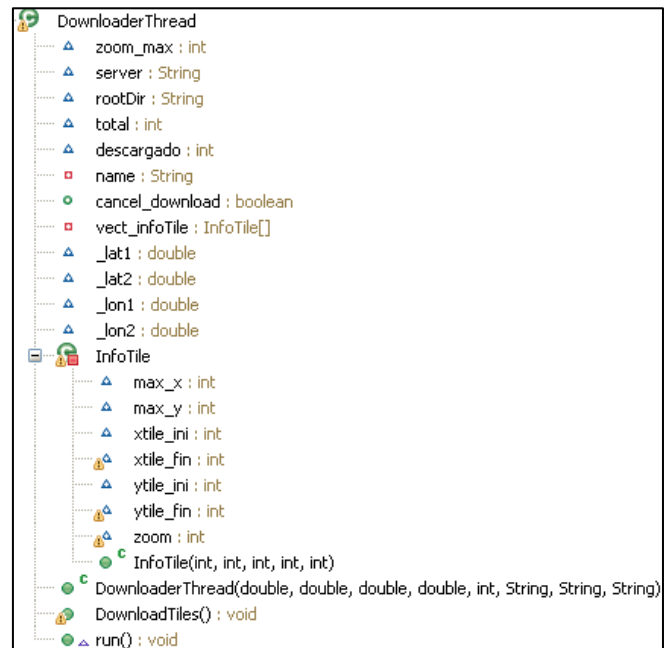 DownloaderThread
zoom_max : int
server : String
rootDir : String
total : int
descargado : int
name : String
cancel_download : boolean
vect_infoTile : InfoTile[]
_lat1 : double
_lat2 : double
_lon1 : double
_lon2 : double
InfoTile
max_x : int
max_y : int
xtile_ini : int
xtile_fin : int
ytile_ini : int
ytile_fin : int
zoom : int
InfoTile(int, int, int, int, int)
DownloaderThread(double, double, double, double, int, String, String, String)
DownloadTiles() : void
run() : void